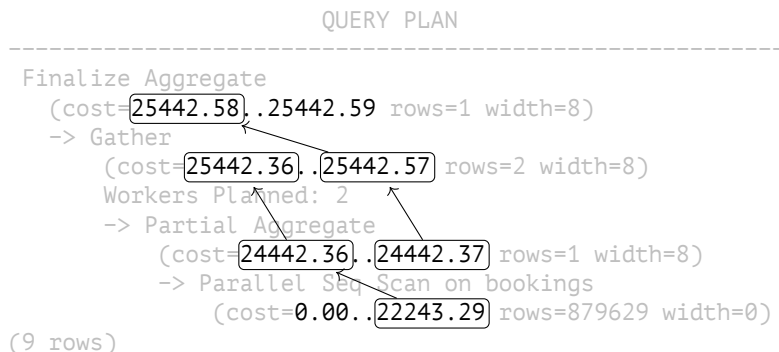 QUERY PLAN
−−−−−−−−−−−−−−−−−−−−−−−−−−−−−−−−−−−−−−−−−−−−−−−−−−−−−−−−−
Finalize Aggregate
(cost=25442.58..25442.59 rows=1 width=8)
−> Gather
(cost=25442.36..25442.57 rows=2 width=8)
Workers Planned: 2
−> Partial Aggregate
(cost=24442.36..24442.37 rows=1 width=8)
−> Parallel Seq Scan on bookings
(cost=0.00..22243.29 rows=879629 width=0)
(9 rows)